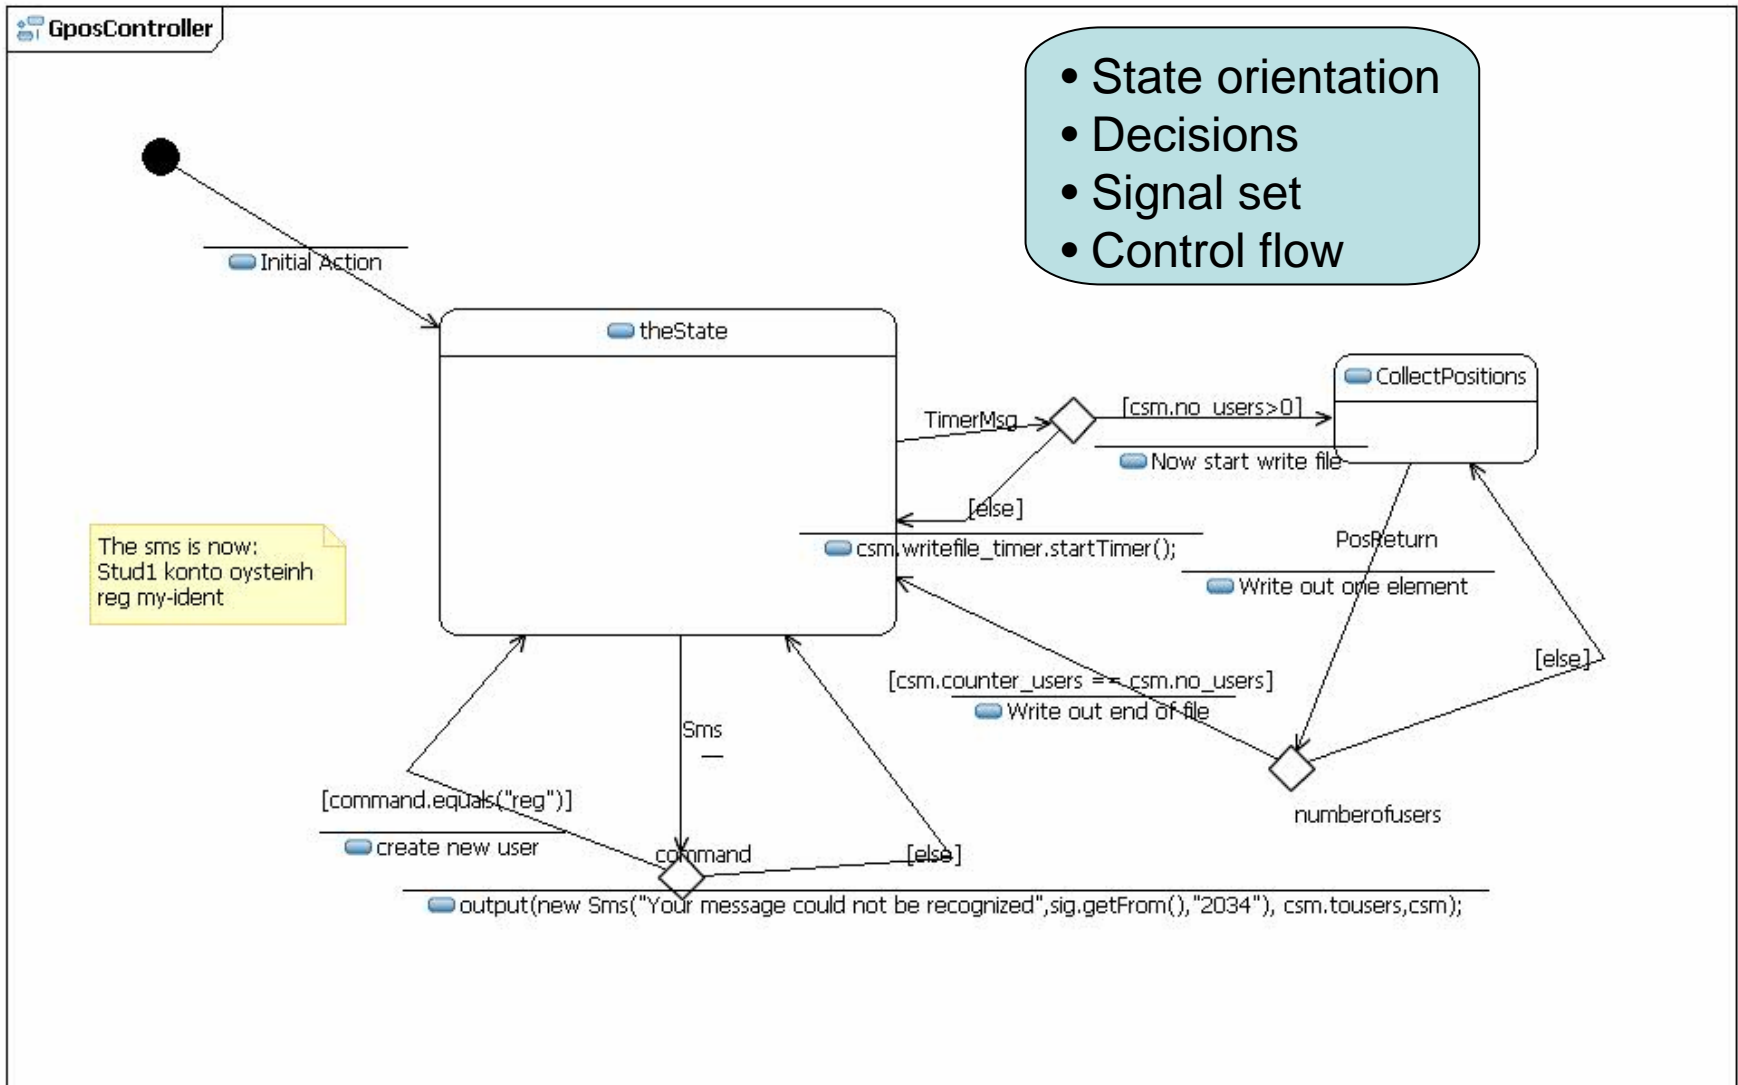 GposController
• State orientation
• Decisions
• Signal set
• Control flow
Initial Action
theState
CollectPositions
TimerMsg
[csm.no_users>0]
Now start write file
[else]
csm.writefile_timer.startTimer();
The sms is now:
Stud1 konto oysteinh
reg my-ident
PosReturn
Write out one element
[else]
[csm.counter_users == csm.no_users]
Write out end of file
Sms
numberofusers
[command.equals("reg")]
create new user
command
[else]
output(new Sms("Your message could not be recognized",sig.getFrom(),"2034"), csm.tousers,csm);